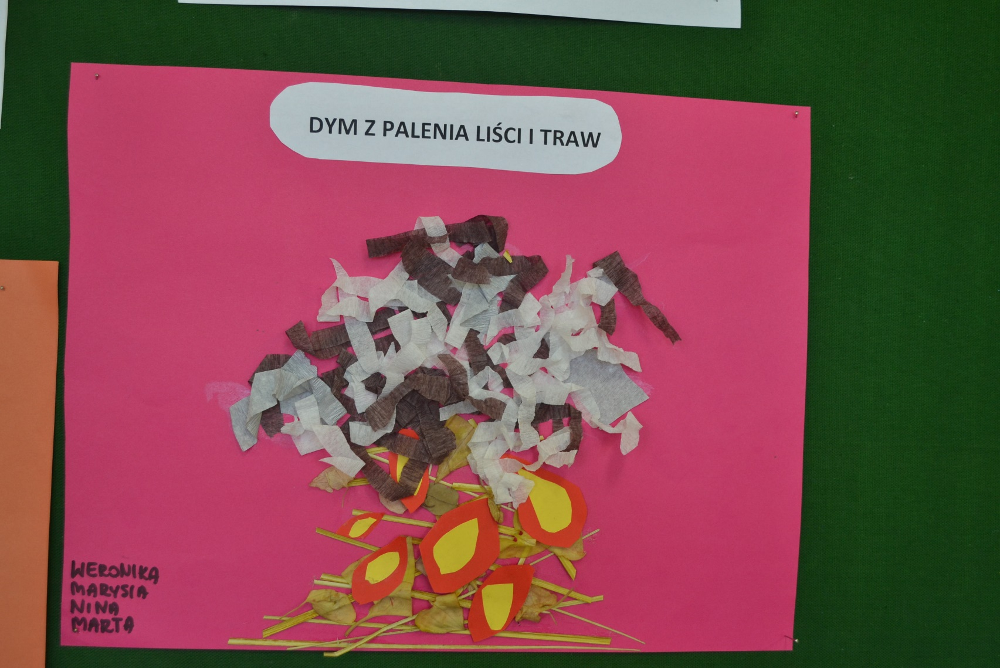 DYM Z PALENIA LIŚCI I TRAW
WERONIKA
MARYSIA
NINA
MARTA